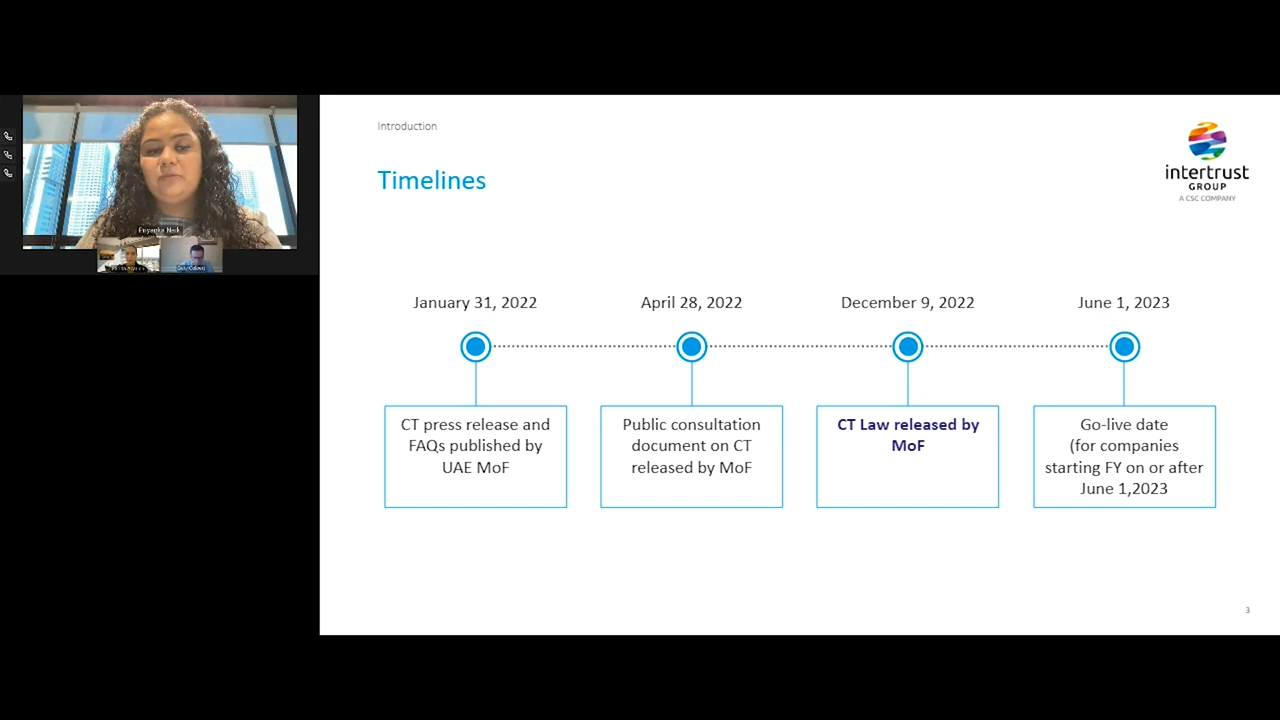 Priyanka Naik
Introduction
Timelines
intertrust
GROUP
A CSC COMPANY
January 31, 2022
April 28, 2022
December 9, 2022
June 1, 2023
CT press release and
FAQs published by
UAE MoF
Public consultation
document on CT
released by MoF
CT Law released by
MoF
Go-live date
(for companies
starting FY on or after
June 1,2023
3